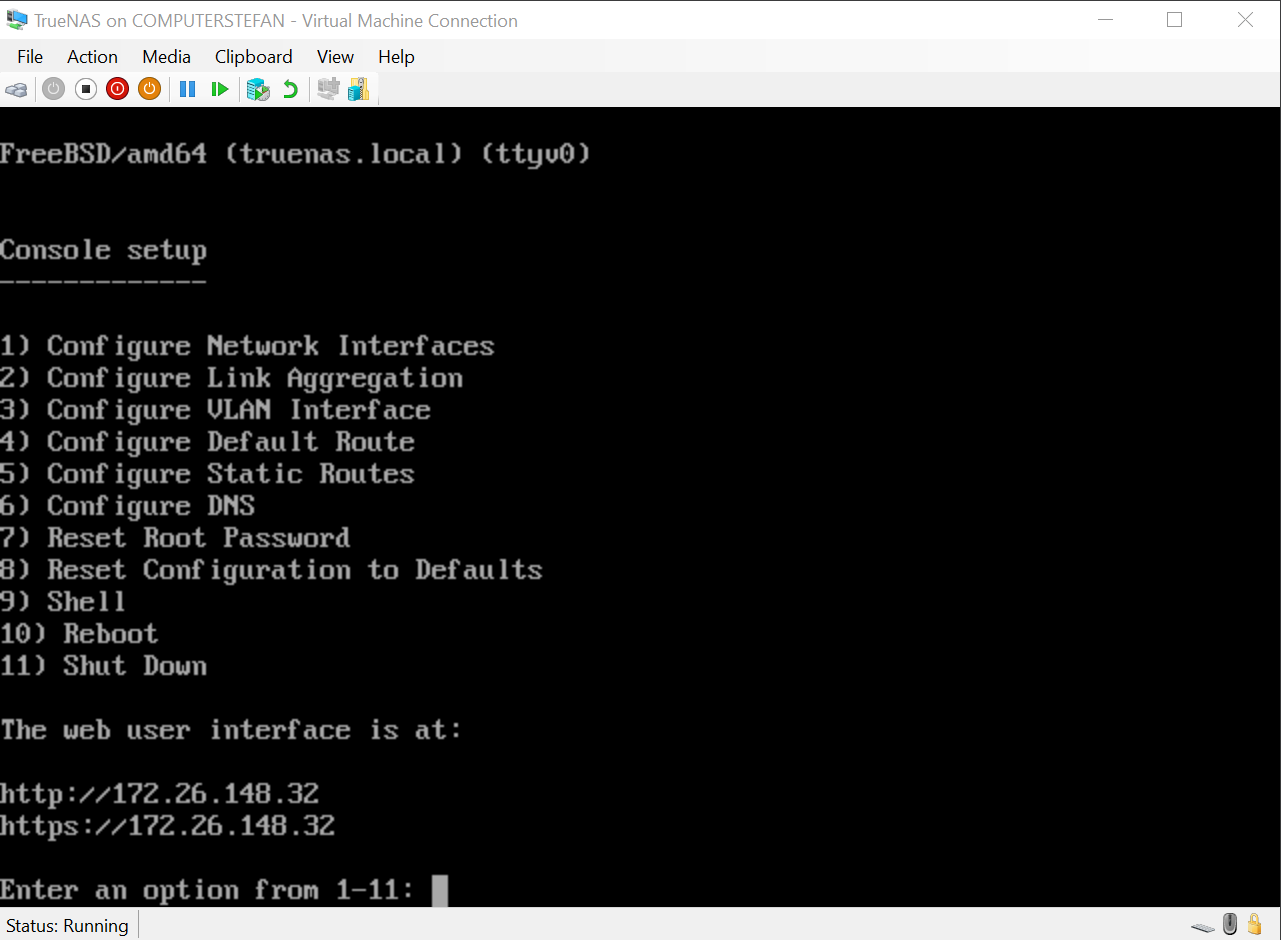 TrueNAS on COMPUTERSTEFAN - Virtual Machine Connection
File Action Media Clipboard View Help
FreeBSD/amd64 (truenas.local) (ttyv0)
Console setup
-------------
1) Configure Network Interfaces
2) Configure Link Aggregation
3) Configure VLAN Interface
4) Configure Default Route
5) Configure Static Routes
6) Configure DNS
7) Reset Root Password
8) Reset Configuration to Defaults
9) Shell
10) Reboot
11) Shut Down
The web user interface is at:
http://172.26.148.32
https://172.26.148.32
Enter an option from 1-11:
Status: Running